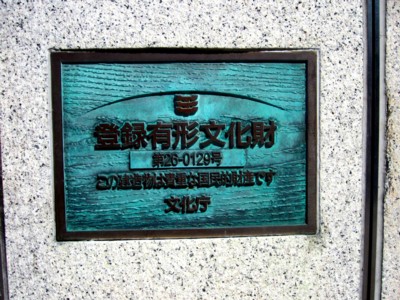 登録有形文化財
第26-0129号
この建造物は貴重な国民的財産です
文化庁